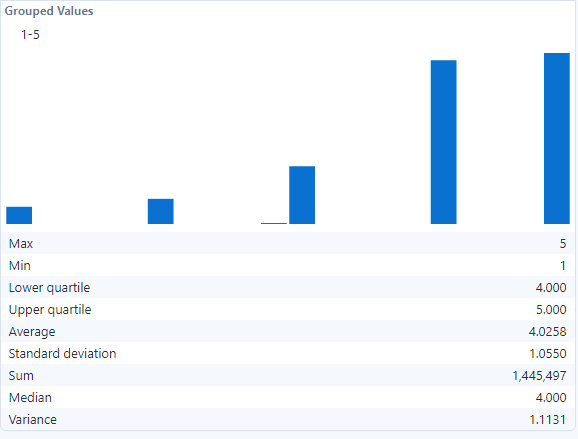 Grouped Values
1-5
Max 5
Min 1
Lower quartile 4.000
Upper quartile 5.000
Average 4.0258
Standard deviation 1.0550
Sum 1,445,497
Median 4.000
Variance 1.1131